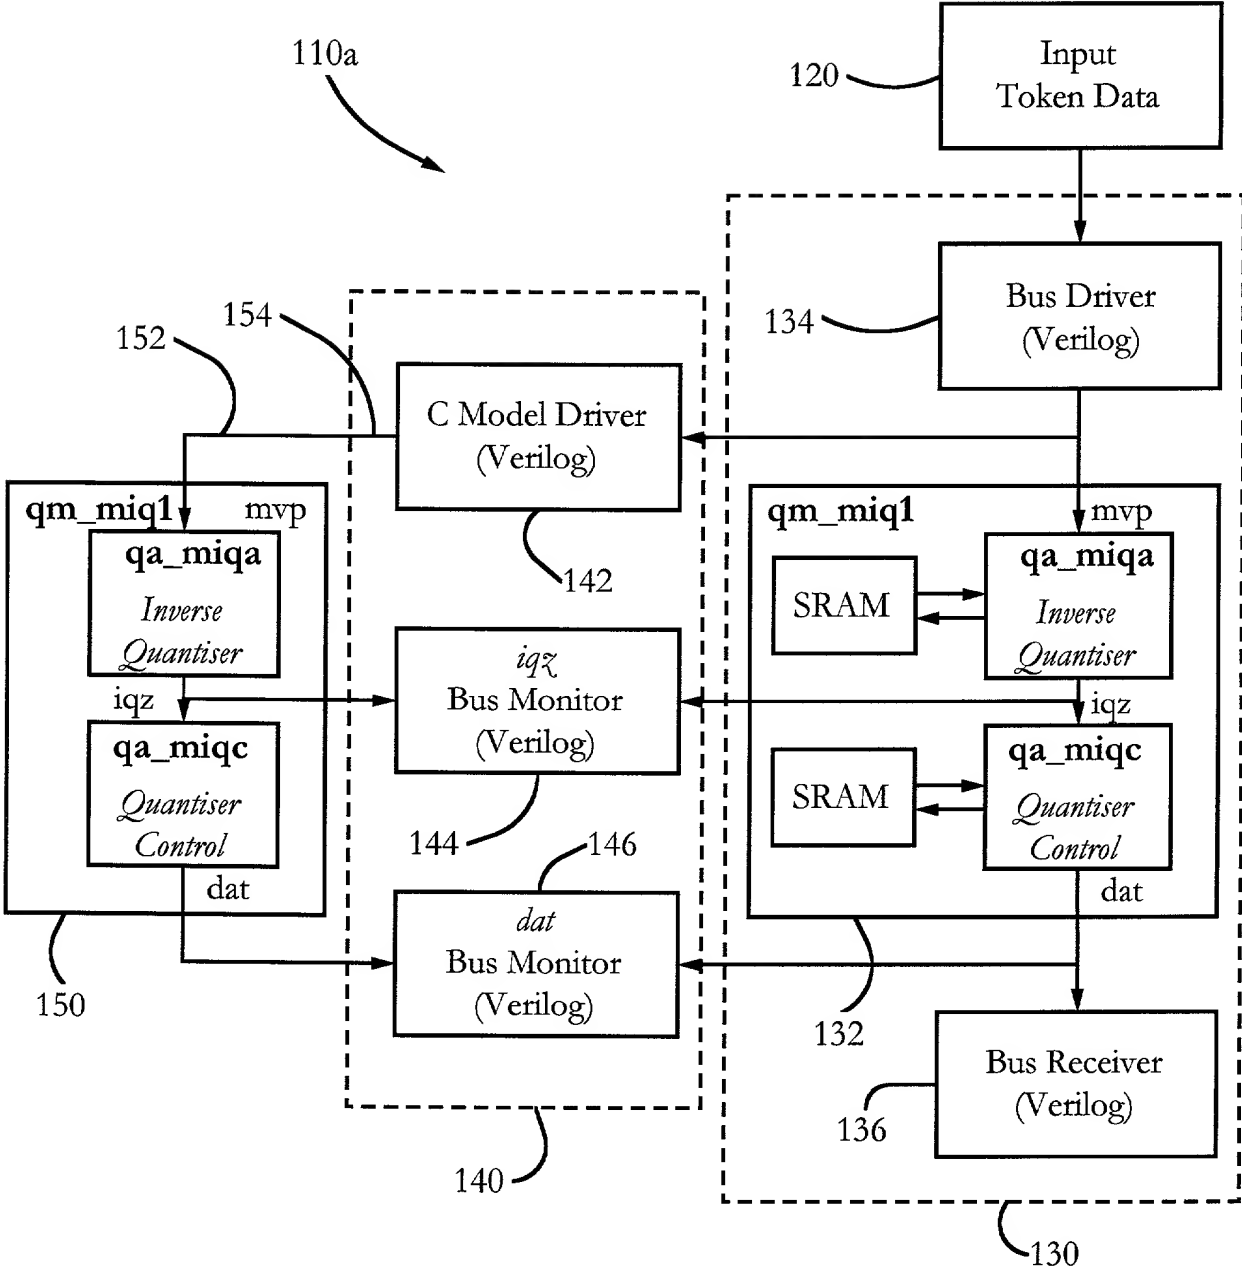 110a
Input
Token Data
120
Bus Driver
(Verilog)
134
154
152
C Model Driver
(Verilog)
142
qm_miq1
mvp
qa_miqa
Inverse
Quantiser
iqz
qa_miqc
Quantiser
Control
dat
150
iqz
Bus Monitor
(Verilog)
144
146
dat
Bus Monitor
(Verilog)
140
qm_miq1
mvp
qa_miqa
Inverse
Quantiser
SRAM
iqz
qa_miqc
Quantiser
Control
SRAM
dat
132
Bus Receiver
(Verilog)
136
130